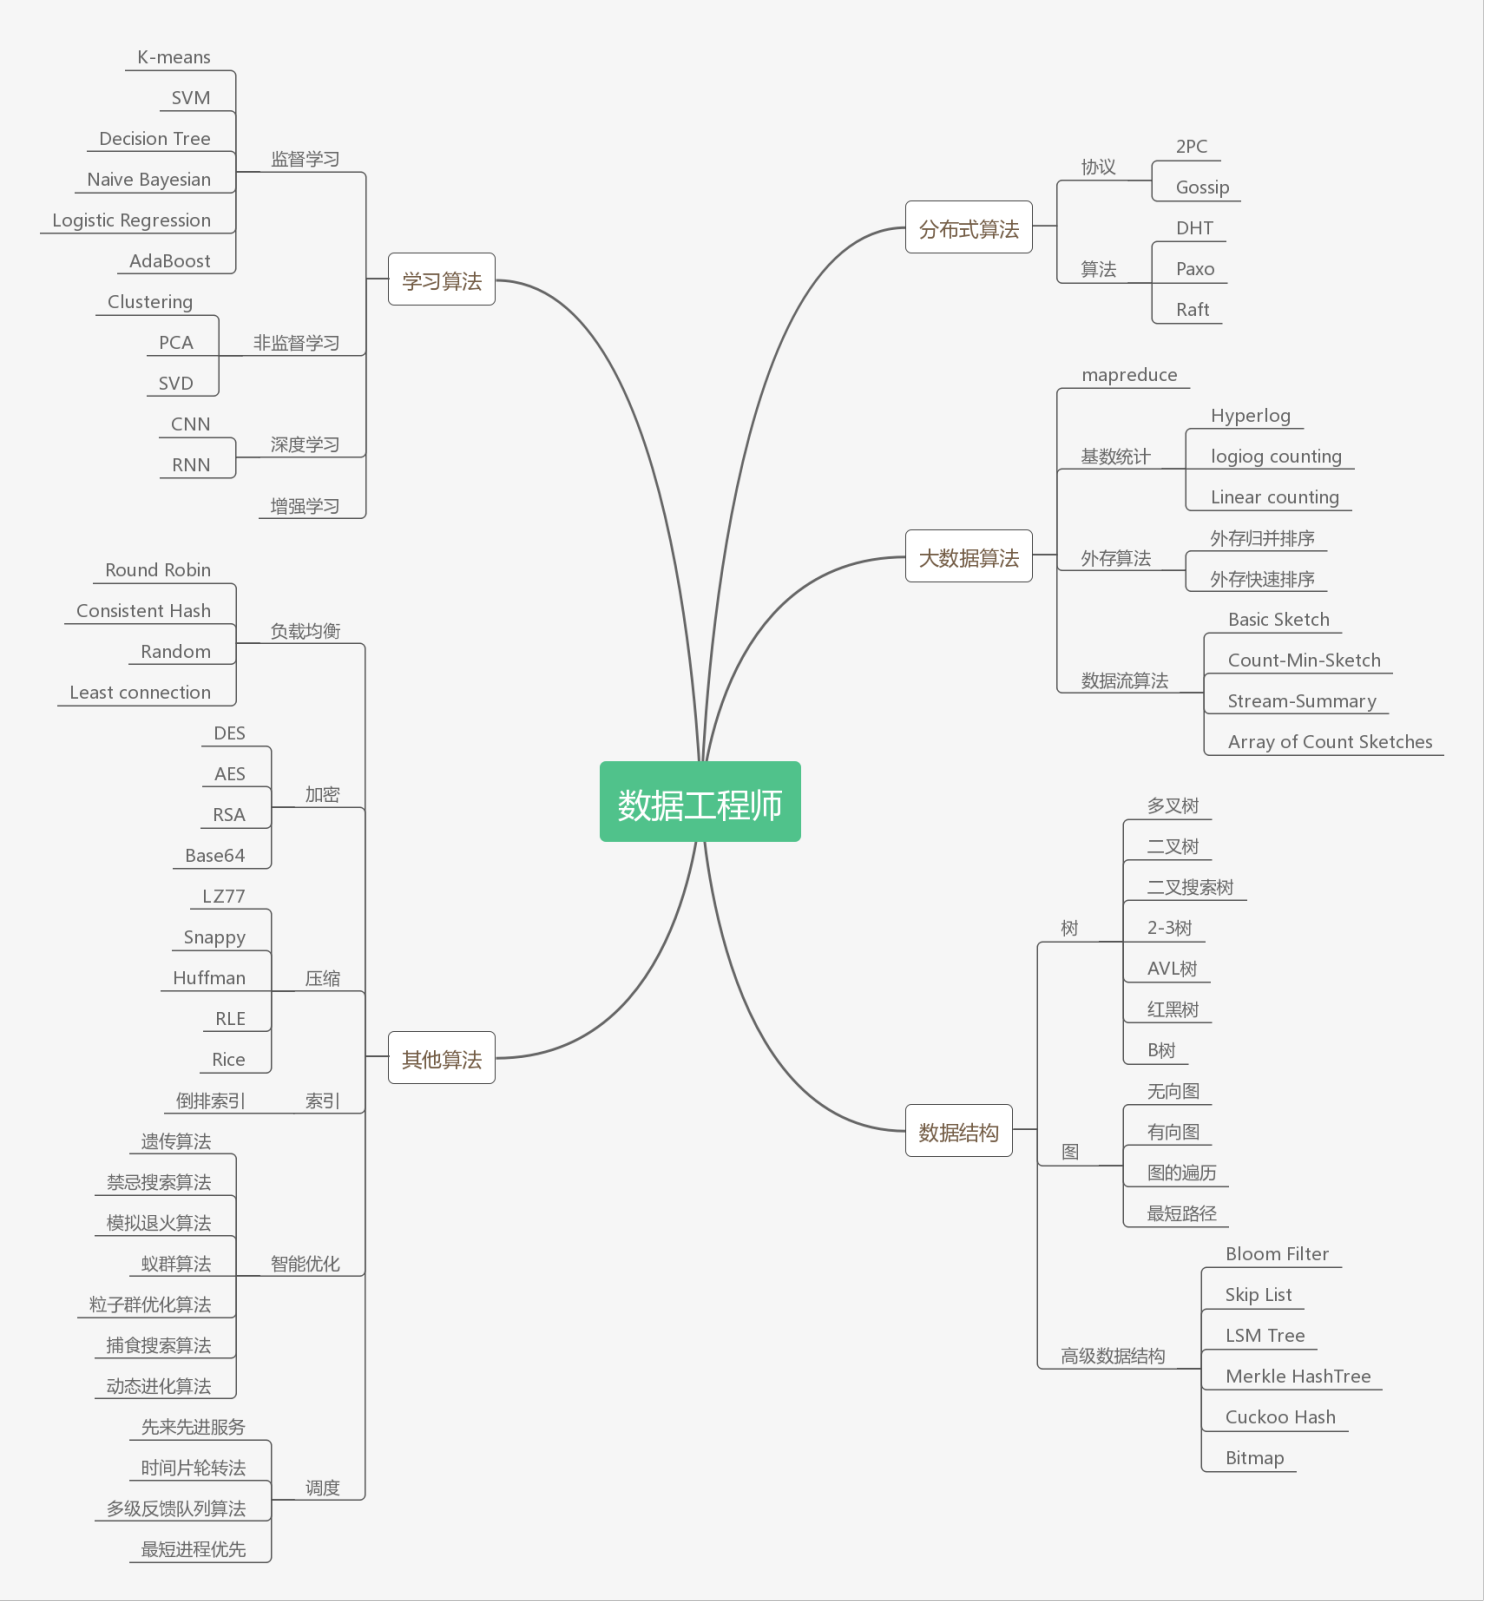 数据工程师
学习算法
监督学习
K-means
SVM
Decision Tree
Naive Bayesian
Logistic Regression
AdaBoost
非监督学习
Clustering
PCA
SVD
深度学习
CNN
RNN
增强学习
其他算法
负载均衡
Round Robin
Consistent Hash
Random
Least connection
加密
DES
AES
RSA
Base64
压缩
LZ77
Snappy
Huffman
RLE
Rice
索引
倒排索引
智能优化
遗传算法
禁忌搜索算法
模拟退火算法
蚁群算法
粒子群优化算法
捕食搜索算法
动态进化算法
调度
先来先进服务
时间片轮转法
多级反馈队列算法
最短进程优先
分布式算法
协议
2PC
Gossip
算法
DHT
Paxo
Raft
大数据算法
mapreduce
基数统计
Hyperlog
logiog counting
Linear counting
外存算法
外存归并排序
外存快速排序
数据流算法
Basic Sketch
Count-Min-Sketch
Stream-Summary
Array of Count Sketches
数据结构
树
多叉树
二叉树
二叉搜索树
2-3树
AVL树
红黑树
B树
图
无向图
有向图
图的遍历
最短路径
高级数据结构
Bloom Filter
Skip List
LSM Tree
Merkle HashTree
Cuckoo Hash
Bitmap